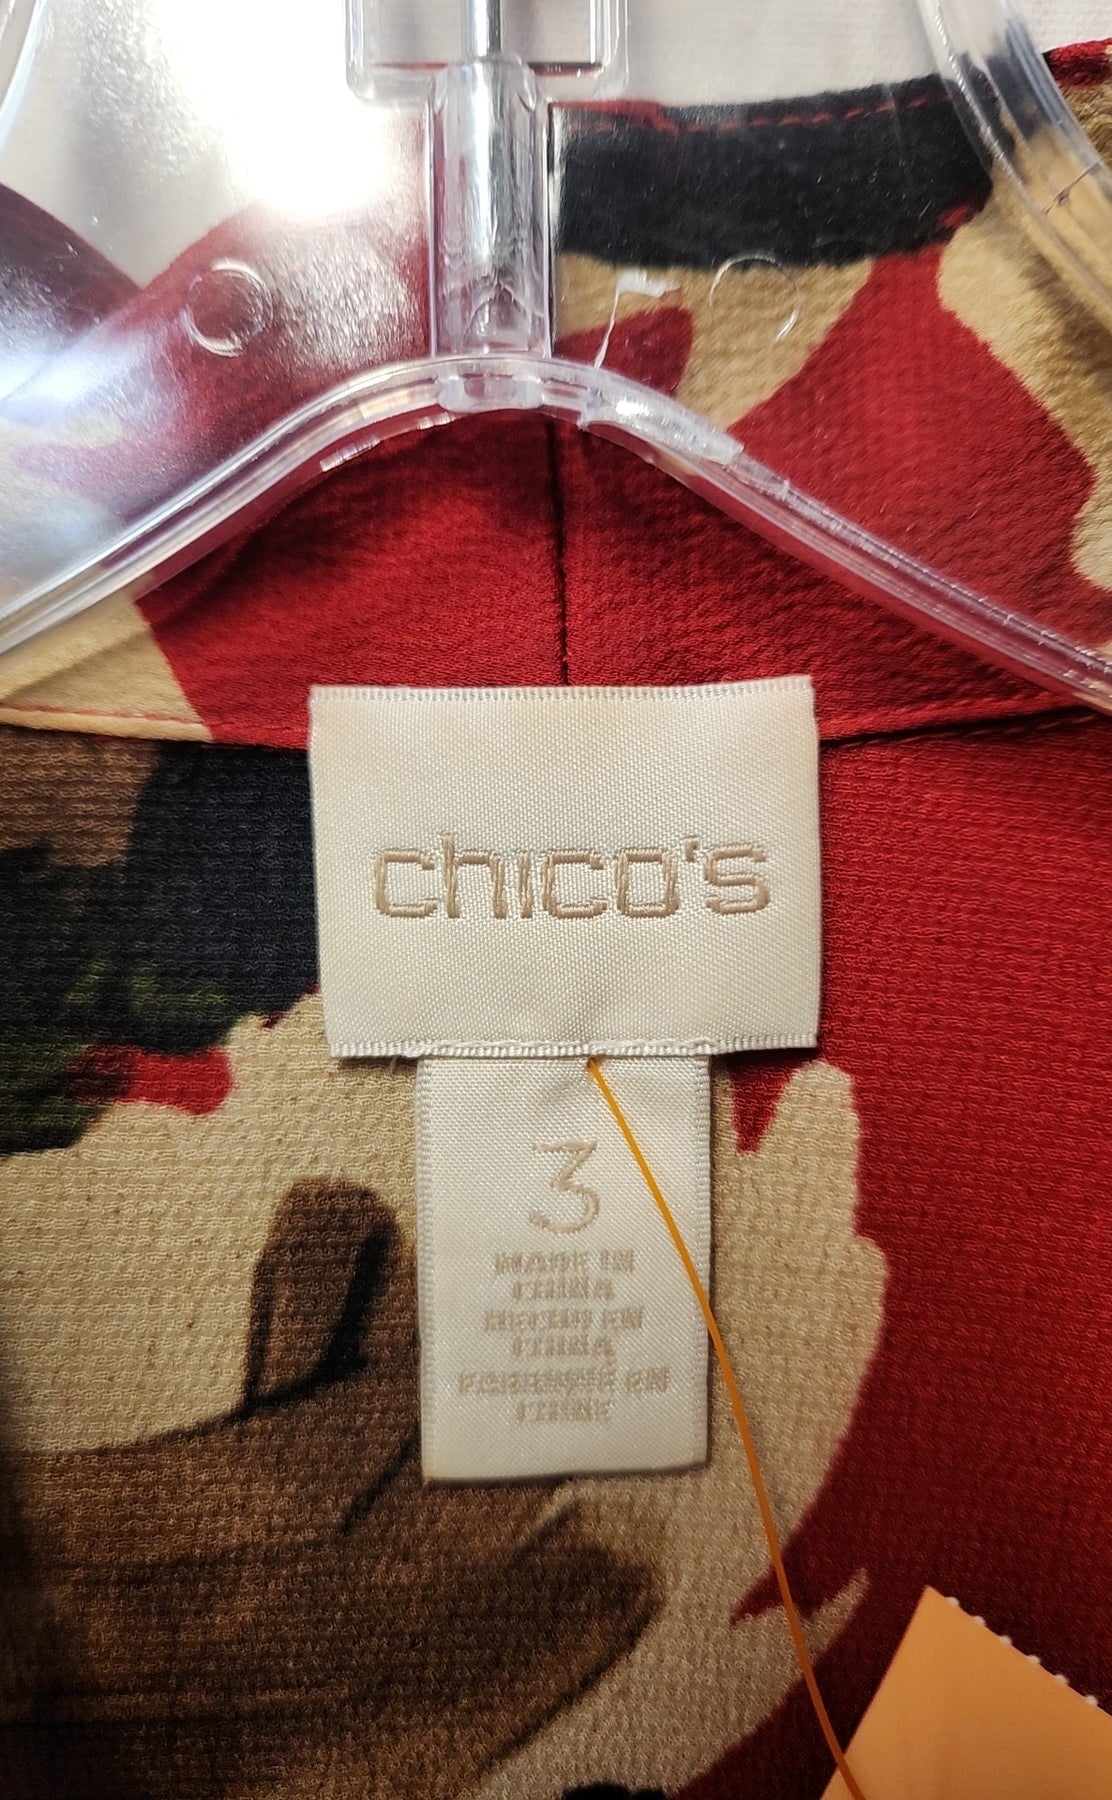 chico's
3
MADE IN
CHINA
HECHO EN
CHINA
FABRIQUÉ EN
CHINE